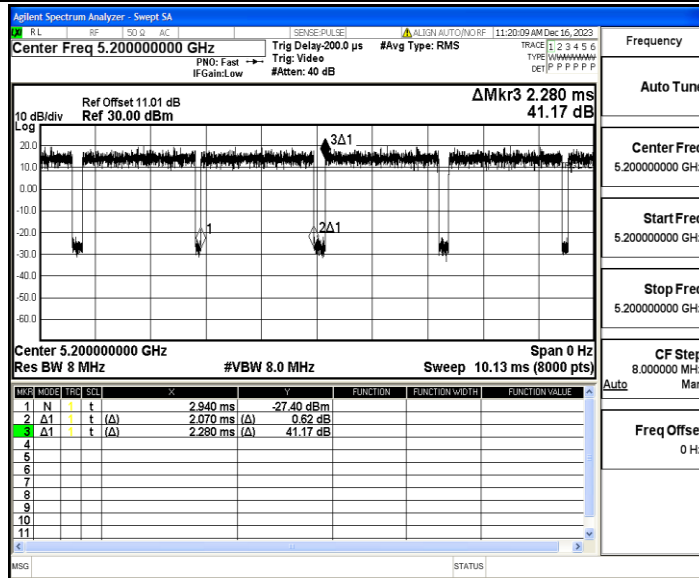 Agilent Spectrum Analyzer - Swept SA
RL RF 50 Ω AC SENSE:PULSE ALIGN AUTO/NO RF 11:20:09 AM Dec 16, 2023
Center Freq 5.200000000 GHz
PNO: Fast
IFGain:Low
Trig Delay-200.0 µs
Trig: Video
#Atten: 40 dB
#Avg Type: RMS
TRACE 1 2 3 4 5 6
TYPE WWWWWW
DET P P P P P P
Ref Offset 11.01 dB
10 dB/div Ref 30.00 dBm
ΔMkr3 2.280 ms
41.17 dB
Log
20.0
10.0
0.00
-10.0
-20.0
-30.0
-40.0
-50.0
-60.0
3Δ1
1
2Δ1
Center 5.200000000 GHz Span 0 Hz
Res BW 8 MHz #VBW 8.0 MHz Sweep 10.13 ms (8000 pts)
MKR MODE TRC SCL X Y FUNCTION FUNCTION WIDTH FUNCTION VALUE
1 N 1 t 2.940 ms -27.40 dBm
2 Δ1 1 t (Δ) 2.070 ms (Δ) 0.62 dB
3 Δ1 1 t (Δ) 2.280 ms (Δ) 41.17 dB
4
5
6
7
8
9
10
11
MSG STATUS
Frequency
Auto Tune
Center Freq
5.200000000 GHz
Start Freq
5.200000000 GHz
Stop Freq
5.200000000 GHz
CF Step
8.000000 MHz
Auto Man
Freq Offset
0 Hz